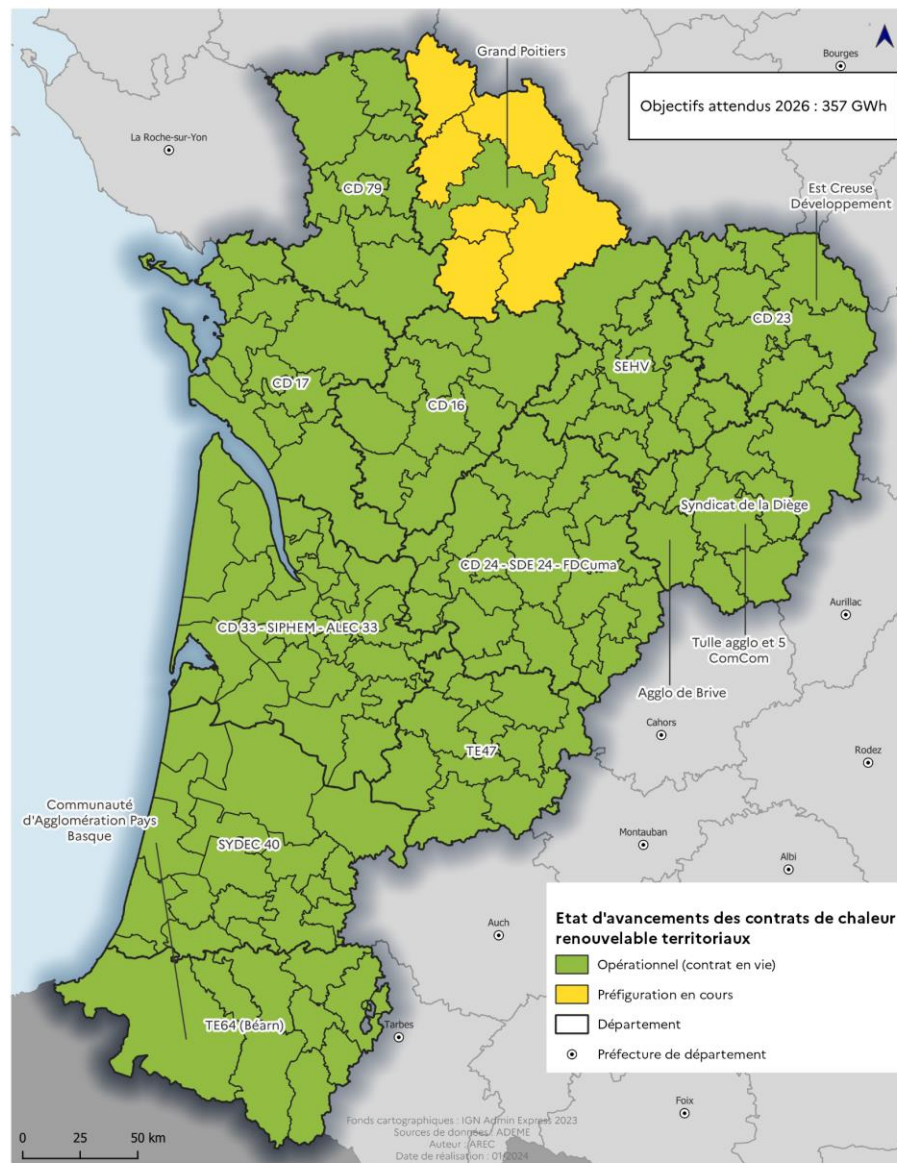 Grand Poitiers
Bourges
Objectifs attendus 2026 : 357 GWh
La Roche-sur-Yon
CD 79
Est Creuse
Développement
CD 23
SEHV
CD 17
CD 16
Syndicat de la Diège
CD 24 - SDE 24 - FDCuma
Aurillac
CD 33 - SIPHEM - ALEC 33
Tulle agglo et 5
ComCom
Agglo de Brive
Cahors
TE47
Rodez
Communauté
d'Agglomération Pays
Basque
Montauban
SYDEC 40
Albi
Auch
Etat d'avancements des contrats de chaleur
renouvelable territoriaux
Opérationnel (contrat en vie)
Préfiguration en cours
Département
Préfecture de département
TE64 (Béarn)
Tarbes
Foix
Fonds cartographiques : IGN Admin Express 2023
Sources de données : ADEME
Auteur : AREC
Date de réalisation : 01/2024
0 25 50 km